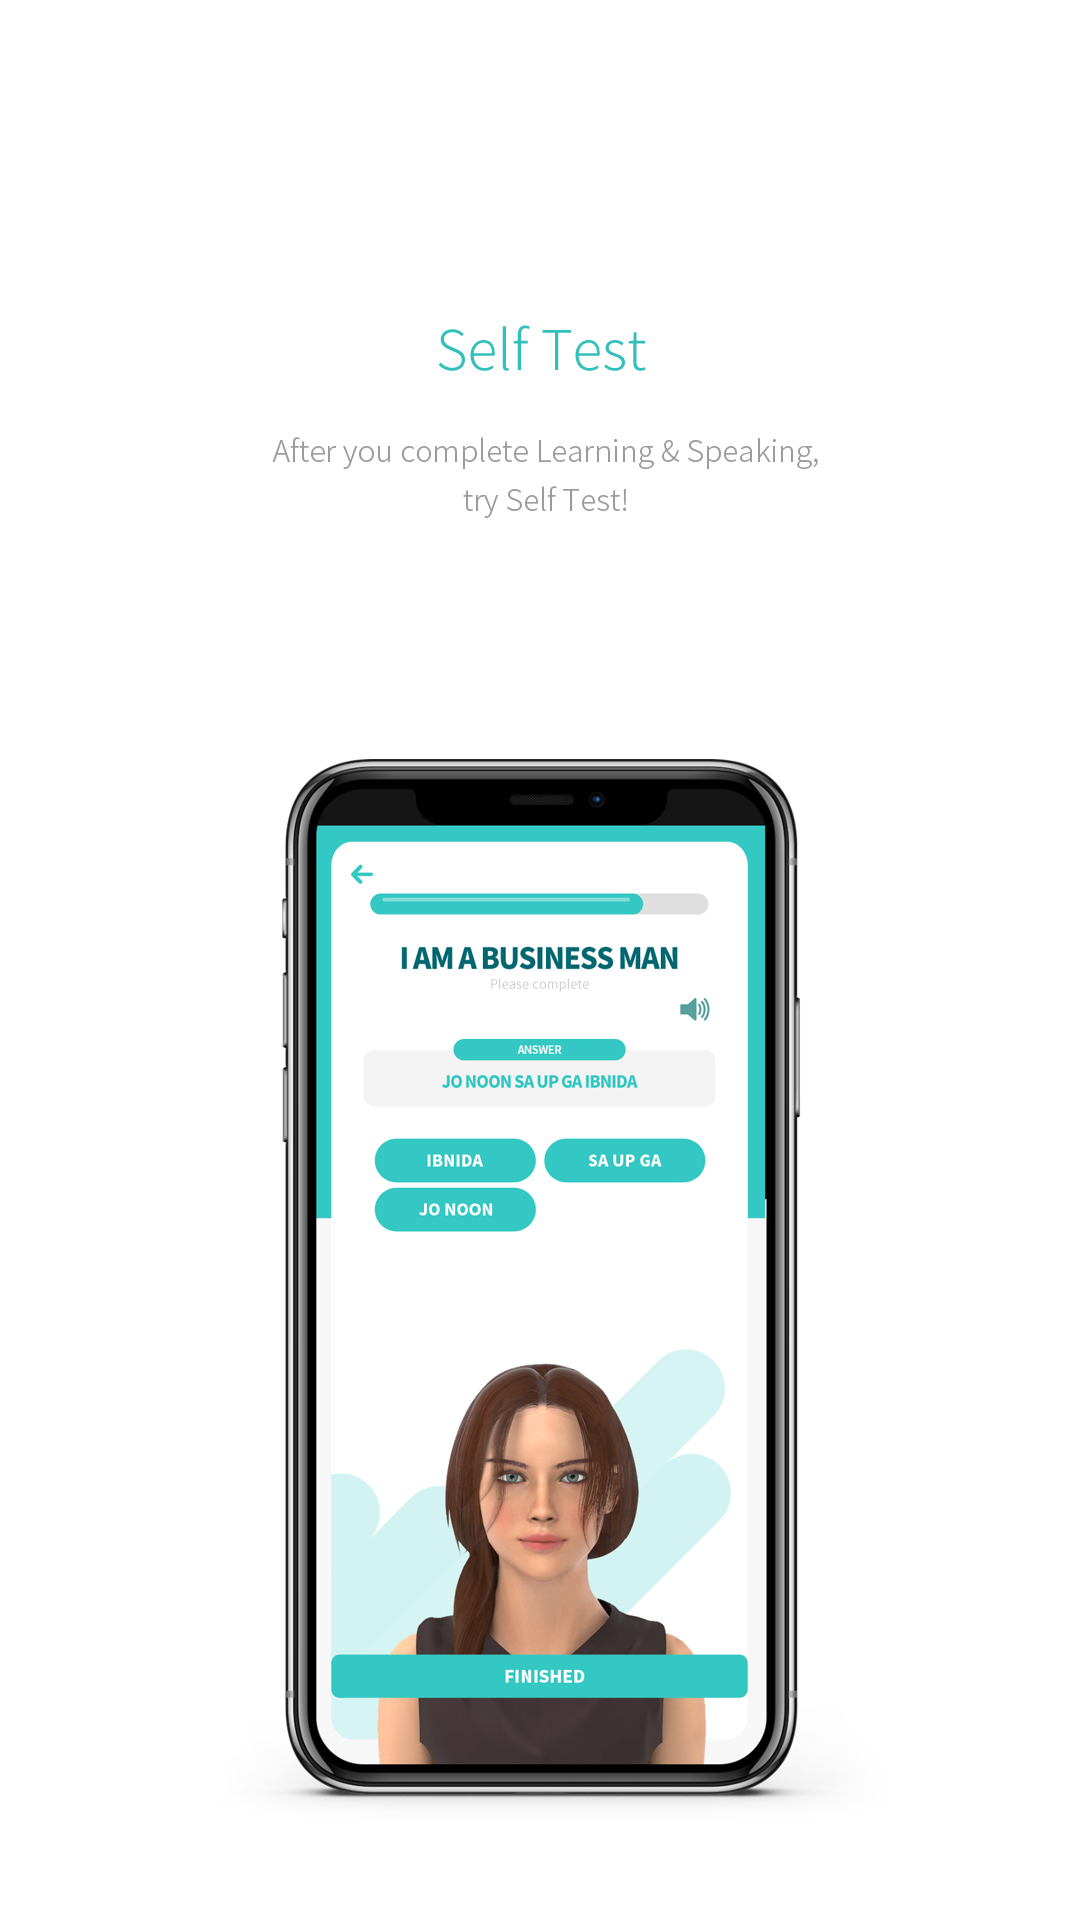 Self Test
After you complete Learning & Speaking,
try Self Test!
I AM A BUSINESS MAN
Please complete
ANSWER
JO NOON SA UP GA IBNIDA
IBNIDA
SA UP GA
JO NOON
FINISHED